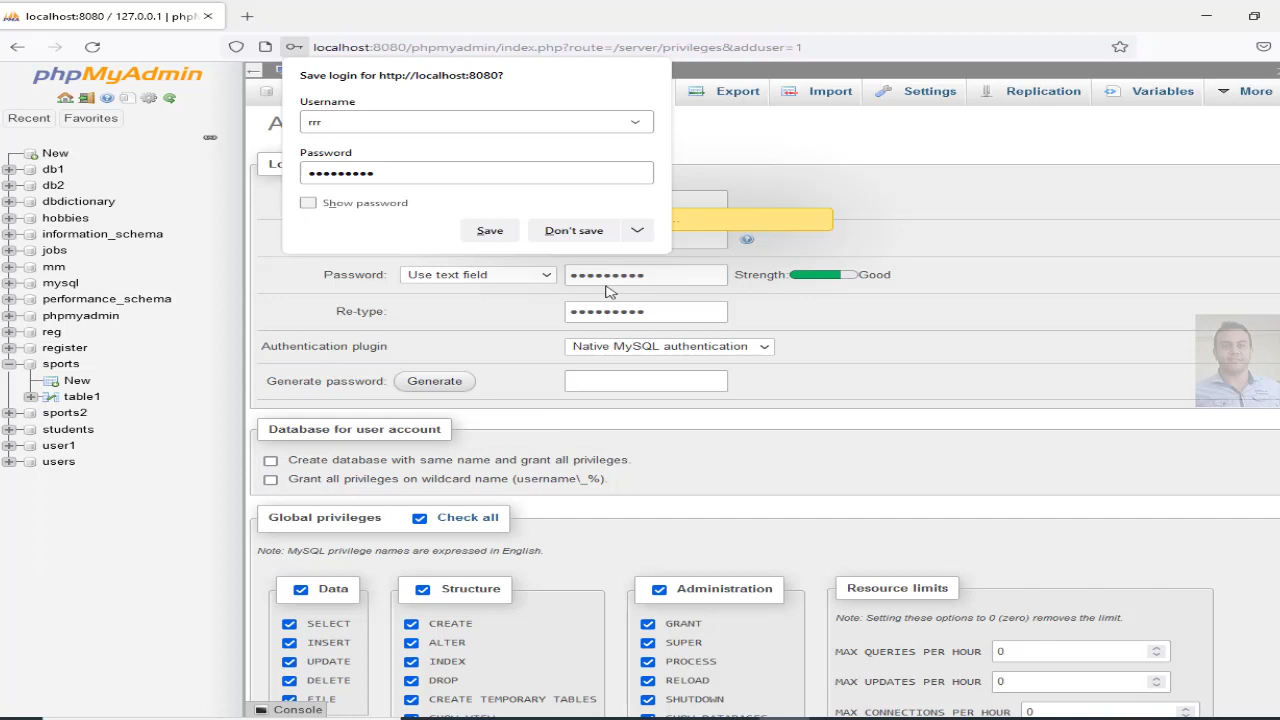 localhost:8080 / 127.0.0.1 | phpM
localhost:8080/phpmyadmin/index.php?route=/server/privileges&adduser=1
phpMyAdmin
Recent
Favorites
New
db1
db2
dbdictionary
hobbies
information_schema
jobs
mm
mysql
performance_schema
phpmyadmin
reg
register
sports
New
table1
sports2
students
user1
users
Save login for http://localhost:8080?
Username
rrr
Password
•••••••••
Show password
Save
Don't save
Export
Import
Settings
Replication
Variables
More
A
Lo
Password:
Use text field
•••••••••
Strength:
Good
Re-type:
•••••••••
Authentication plugin
Native MySQL authentication
Generate password:
Generate
Database for user account
Create database with same name and grant all privileges.
Grant all privileges on wildcard name (username\_%).
Global privileges
Check all
Note: MySQL privilege names are expressed in English.
Data
SELECT
INSERT
UPDATE
DELETE
FILE
Structure
CREATE
ALTER
INDEX
DROP
CREATE TEMPORARY TABLES
SHOW VIEW
Administration
GRANT
SUPER
PROCESS
RELOAD
SHUTDOWN
SHOW DATABASES
Resource limits
Note: Setting these options to 0 (zero) removes the limit.
MAX QUERIES PER HOUR 0
MAX UPDATES PER HOUR 0
MAX CONNECTIONS PER HOUR 0
Console